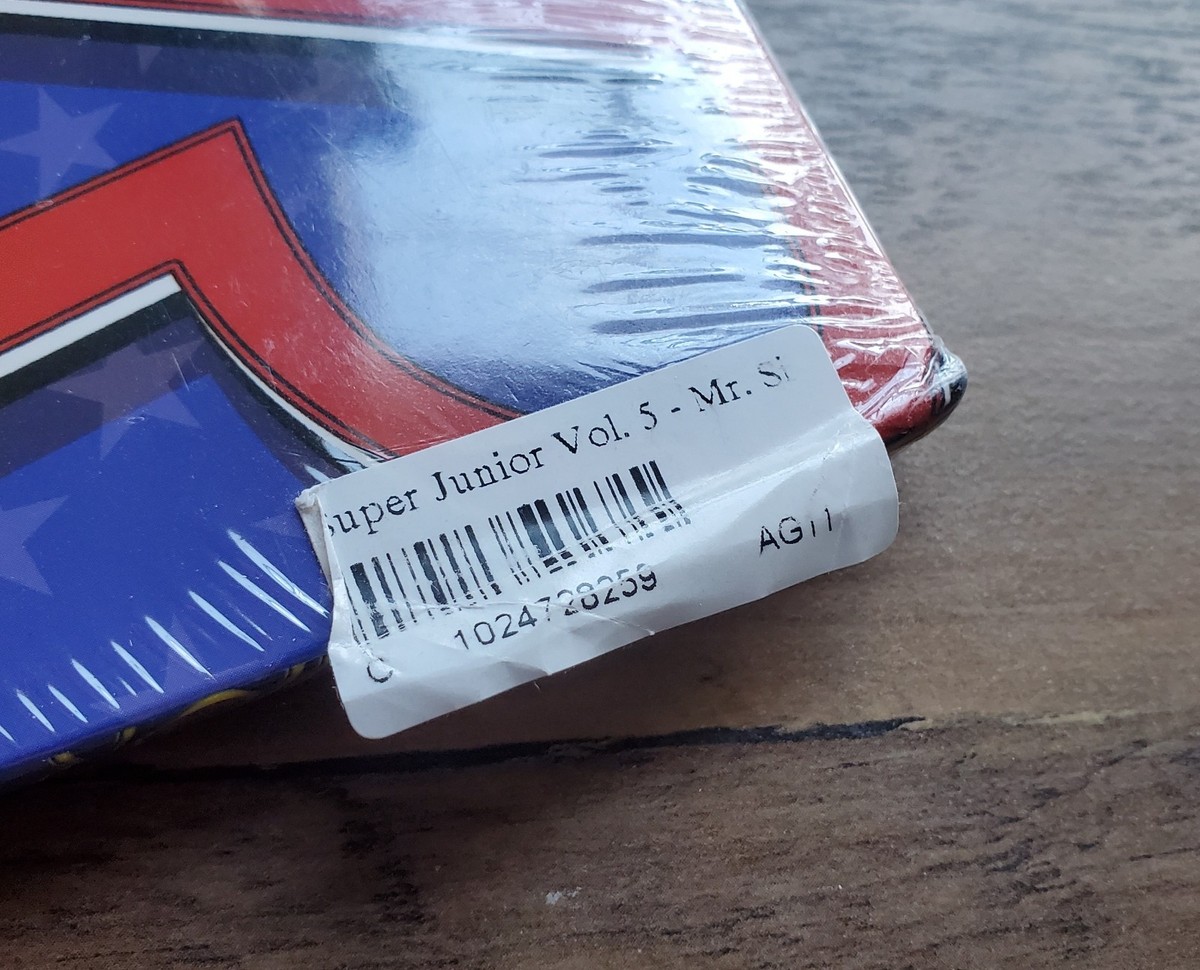 Super Junior Vol. 5 - Mr. Si
1024728259
AG11
C